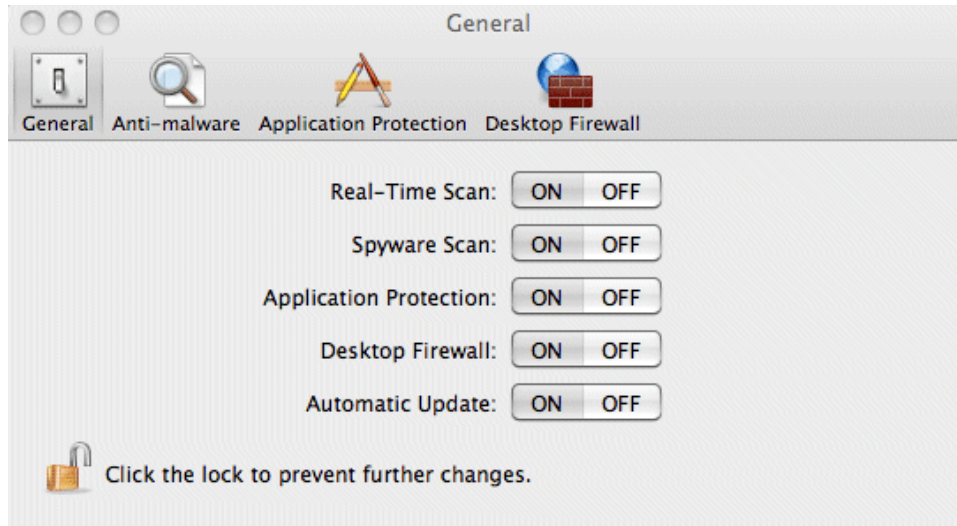 General
General Anti-malware Application Protection Desktop Firewall
Real-Time Scan: ON OFF
Spyware Scan: ON OFF
Application Protection: ON OFF
Desktop Firewall: ON OFF
Automatic Update: ON OFF
Click the lock to prevent further changes.